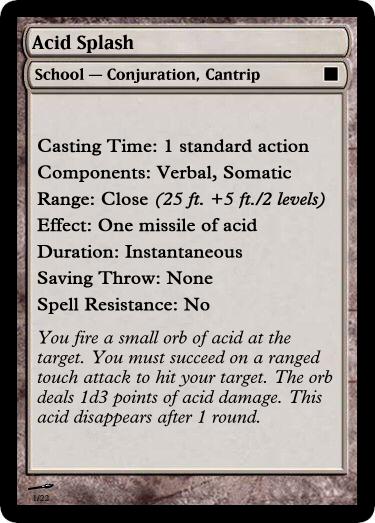 Acid Splash
School — Conjuration, Cantrip
Casting Time: 1 standard action
Components: Verbal, Somatic
Range: Close (25 ft. +5 ft./2 levels)
Effect: One missile of acid
Duration: Instantaneous
Saving Throw: None
Spell Resistance: No
You fire a small orb of acid at the
target. You must succeed on a ranged
touch attack to hit your target. The orb
deals 1d3 points of acid damage. This
acid disappears after 1 round.
1/22